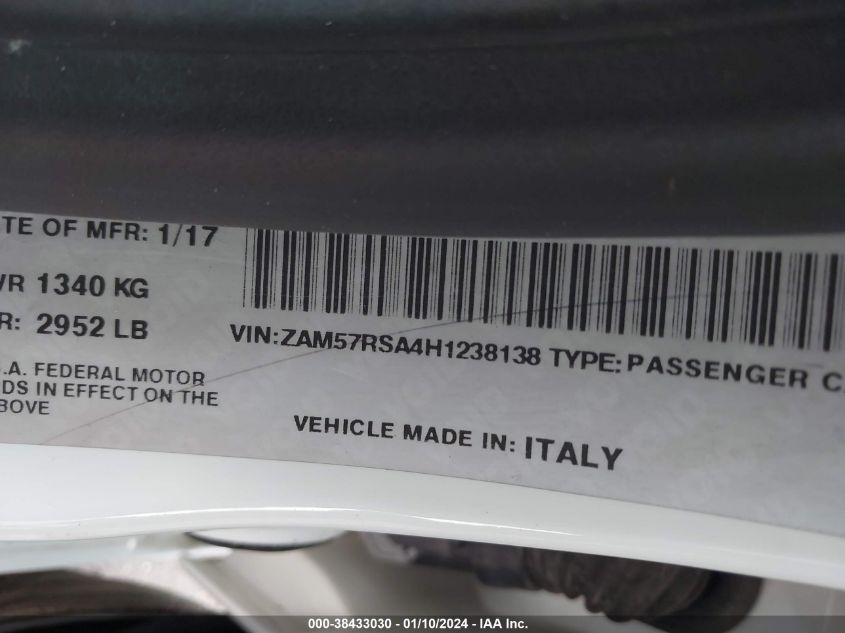 TE OF MFR: 1/17
VR 1340 KG
R: 2952 LB
VIN:ZAM57RSA4H1238138 TYPE: PASSENGER C
.A. FEDERAL MOTOR
DS IN EFFECT ON THE
BOVE
VEHICLE MADE IN: ITALY
000-38433030 - 01/10/2024 - IAA Inc.